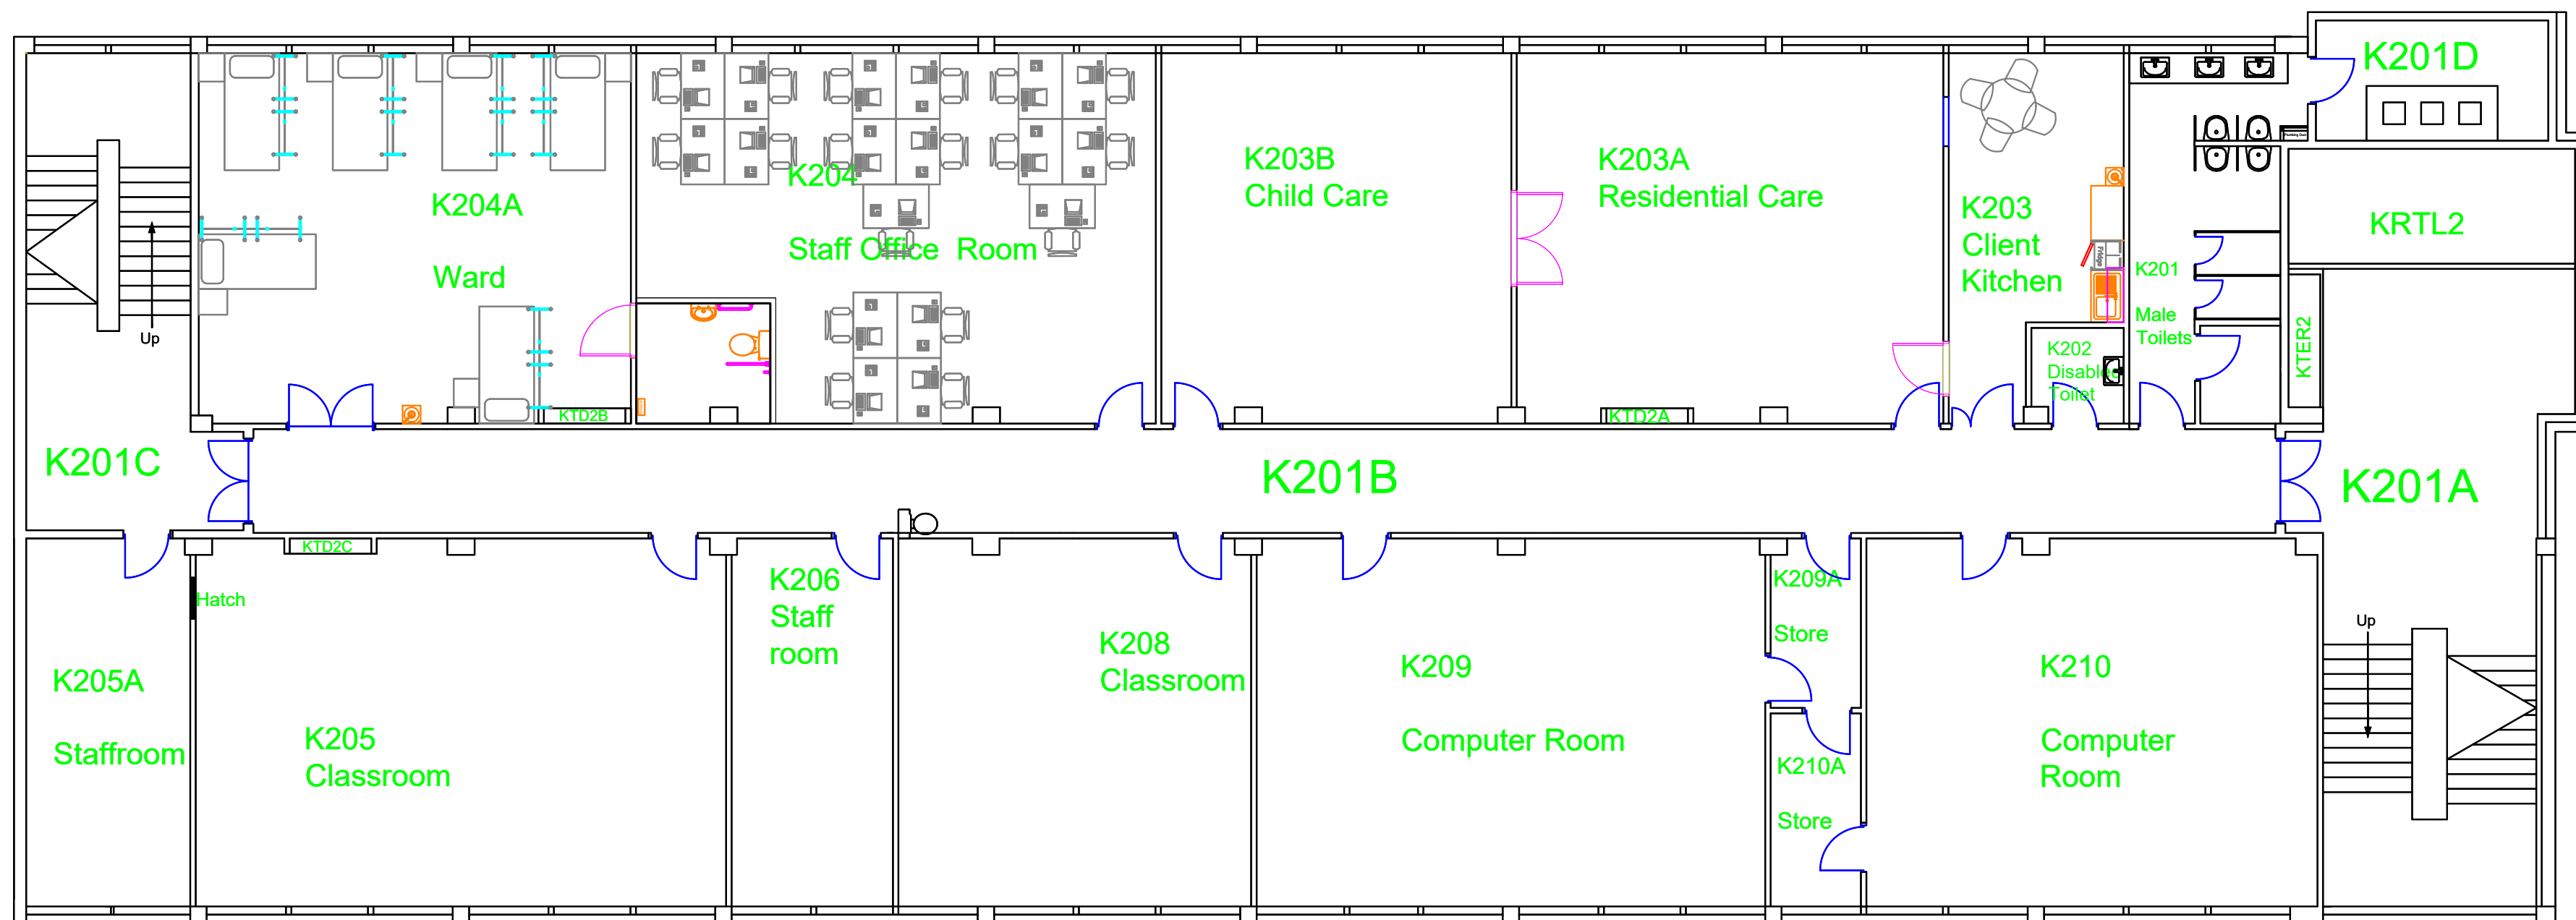 K201D
K203B
Child Care
K203A
Residential Care
K204
Staff Office Room
K204A
Ward
K203
Client
Kitchen
Fridge
KRTL2
K201
Male
Toilets
K202
Disabled
Toilet
KTER2
Up
KTD2B
KTD2A
K201C
K201B
K201A
KTD2C
Hatch
K206
Staff
room
K209A
Store
K208
Classroom
K205A
Staffroom
K205
Classroom
K209
Computer Room
K210
Computer
Room
K210A
Store
Up